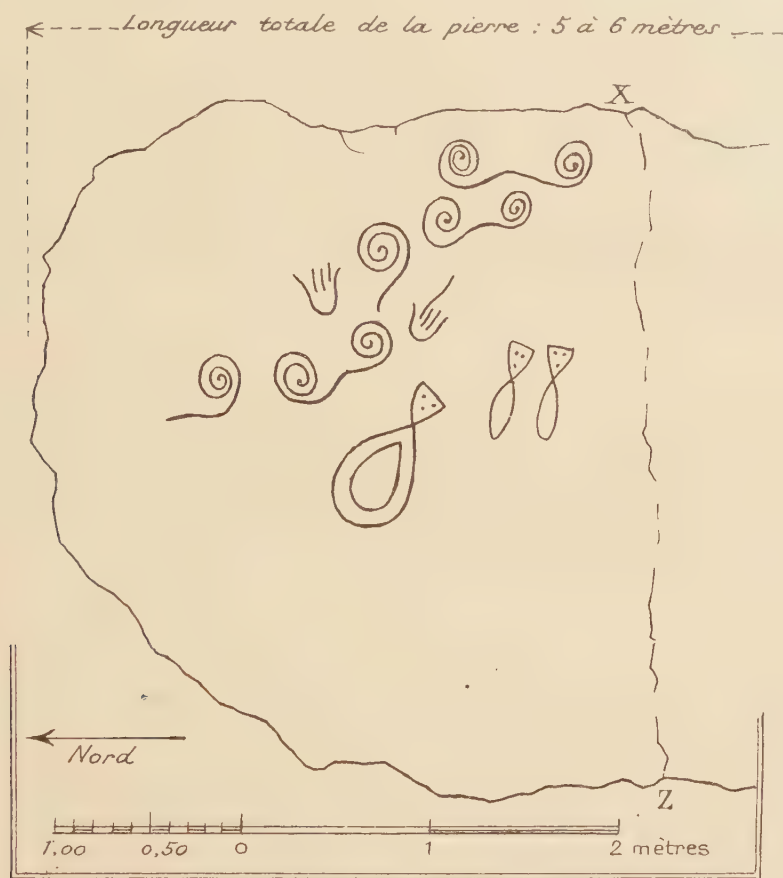 Longueur totale de la pierre : 5 à 6 mètres
X
Nord
Z
1,00 0,50 0 1 2 mètres